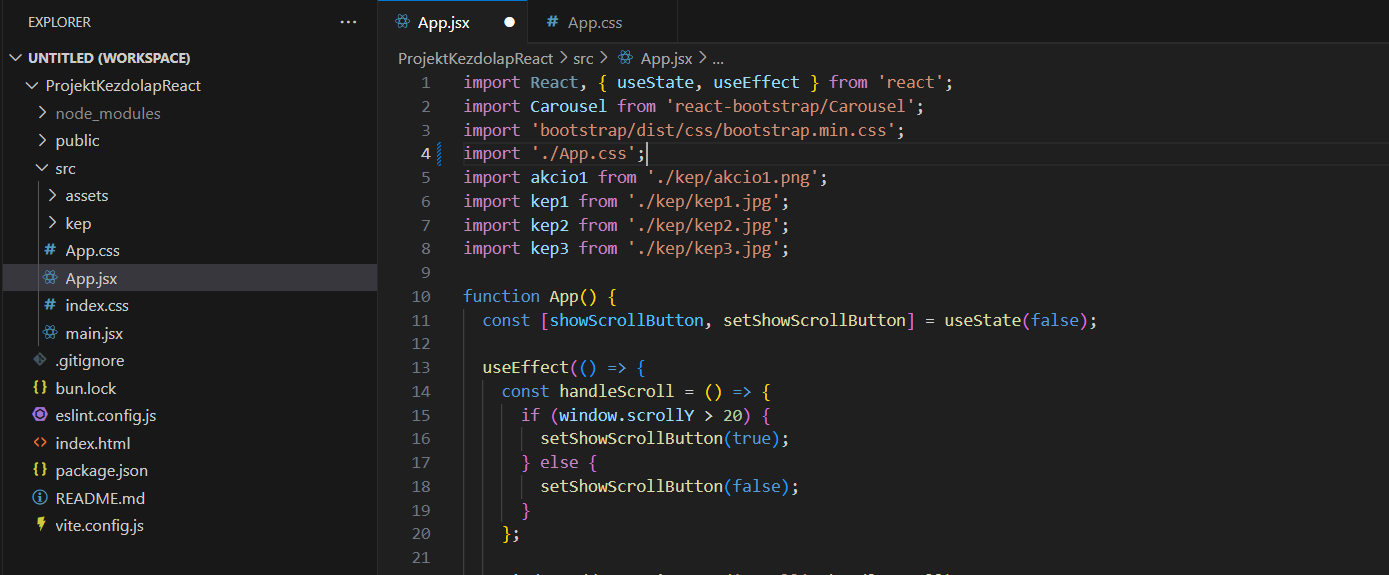 EXPLORER
...
UNTITLED (WORKSPACE)
ProjektKezdolapReact
node_modules
public
src
assets
kep
App.css
App.jsx
index.css
main.jsx
.gitignore
{} bun.lock
eslint.config.js
<> index.html
{} package.json
README.md
vite.config.js
App.jsx
# App.css
ProjektKezdolapReact > src > App.jsx > ...
1 import React, { useState, useEffect } from 'react';
2 import Carousel from 'react-bootstrap/Carousel';
3 import 'bootstrap/dist/css/bootstrap.min.css';
4 import './App.css';
5 import akcio1 from './kep/akcio1.png';
6 import kep1 from './kep/kep1.jpg';
7 import kep2 from './kep/kep2.jpg';
8 import kep3 from './kep/kep3.jpg';
9
10 function App() {
11 const [showScrollButton, setShowScrollButton] = useState(false);
12
13 useEffect(() => {
14 const handleScroll = () => {
15 if (window.scrollY > 20) {
16 setShowScrollButton(true);
17 } else {
18 setShowScrollButton(false);
19 }
20 };
21